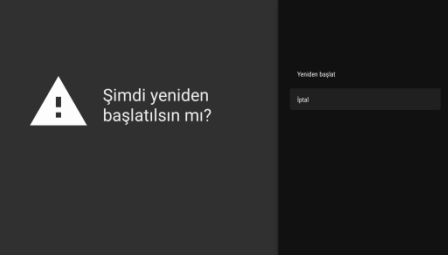 Şimdi yeniden
başlatılsın mı?
Yeniden başlat
İptal